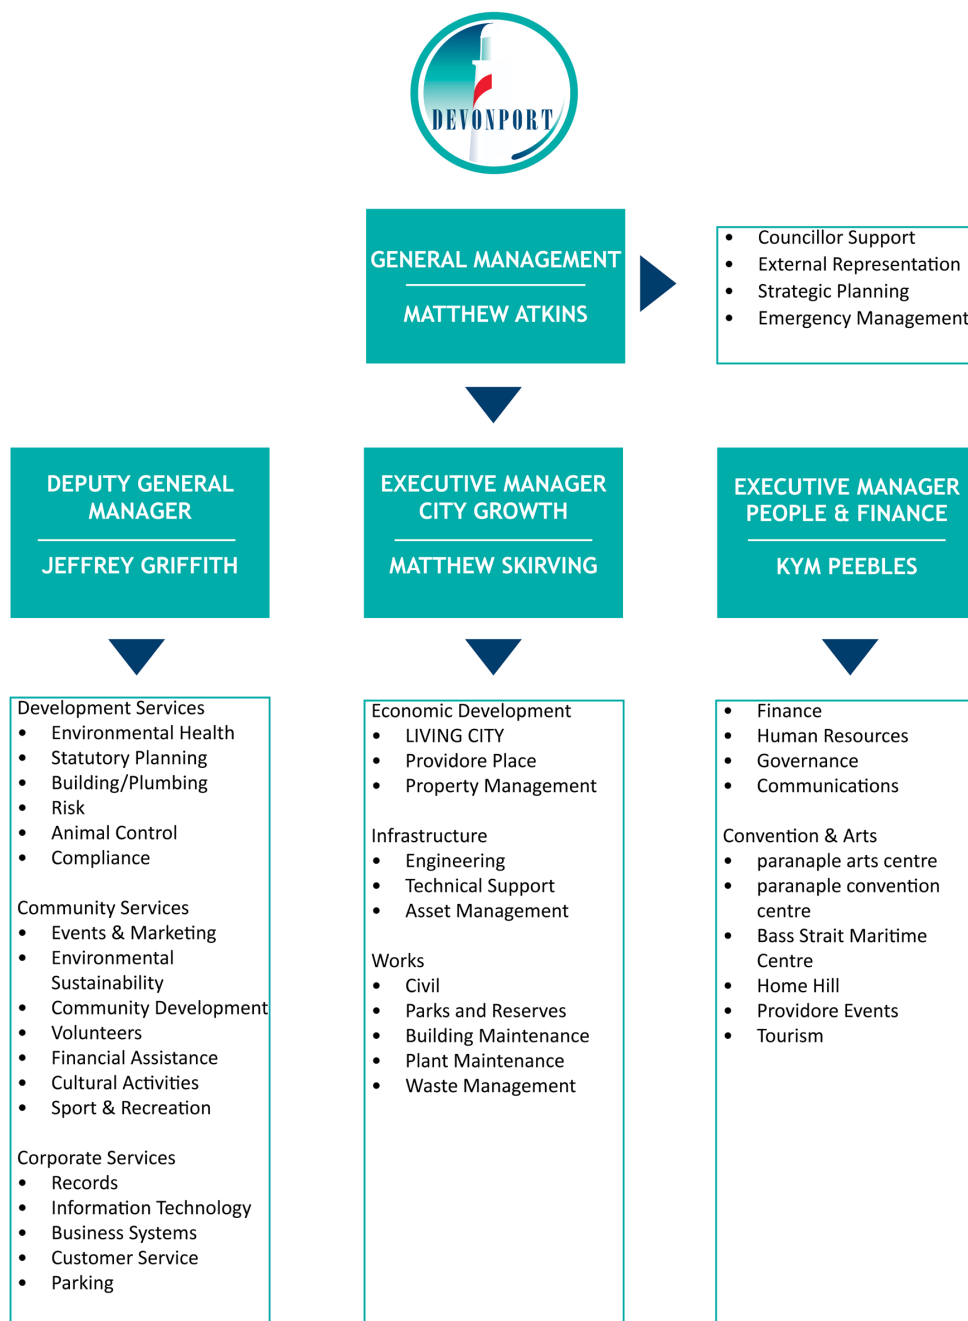 DEVONPORT
GENERAL MANAGEMENT
MATTHEW ATKINS
• Councillor Support
• External Representation
• Strategic Planning
• Emergency Management
DEPUTY GENERAL
MANAGER
JEFFREY GRIFFITH
EXECUTIVE MANAGER
CITY GROWTH
MATTHEW SKIRVING
EXECUTIVE MANAGER
PEOPLE & FINANCE
KYM PEEBLES
Development Services
• Environmental Health
• Statutory Planning
• Building/Plumbing
• Risk
• Animal Control
• Compliance
Community Services
• Events & Marketing
• Environmental
Sustainability
• Community Development
• Volunteers
• Financial Assistance
• Cultural Activities
• Sport & Recreation
Corporate Services
• Records
• Information Technology
• Business Systems
• Customer Service
• Parking
Economic Development
• LIVING CITY
• Providore Place
• Property Management
Infrastructure
• Engineering
• Technical Support
• Asset Management
Works
• Civil
• Parks and Reserves
• Building Maintenance
• Plant Maintenance
• Waste Management
• Finance
• Human Resources
• Governance
• Communications
Convention & Arts
• paranaple arts centre
• paranaple convention
centre
• Bass Strait Maritime
Centre
• Home Hill
• Providore Events
• Tourism